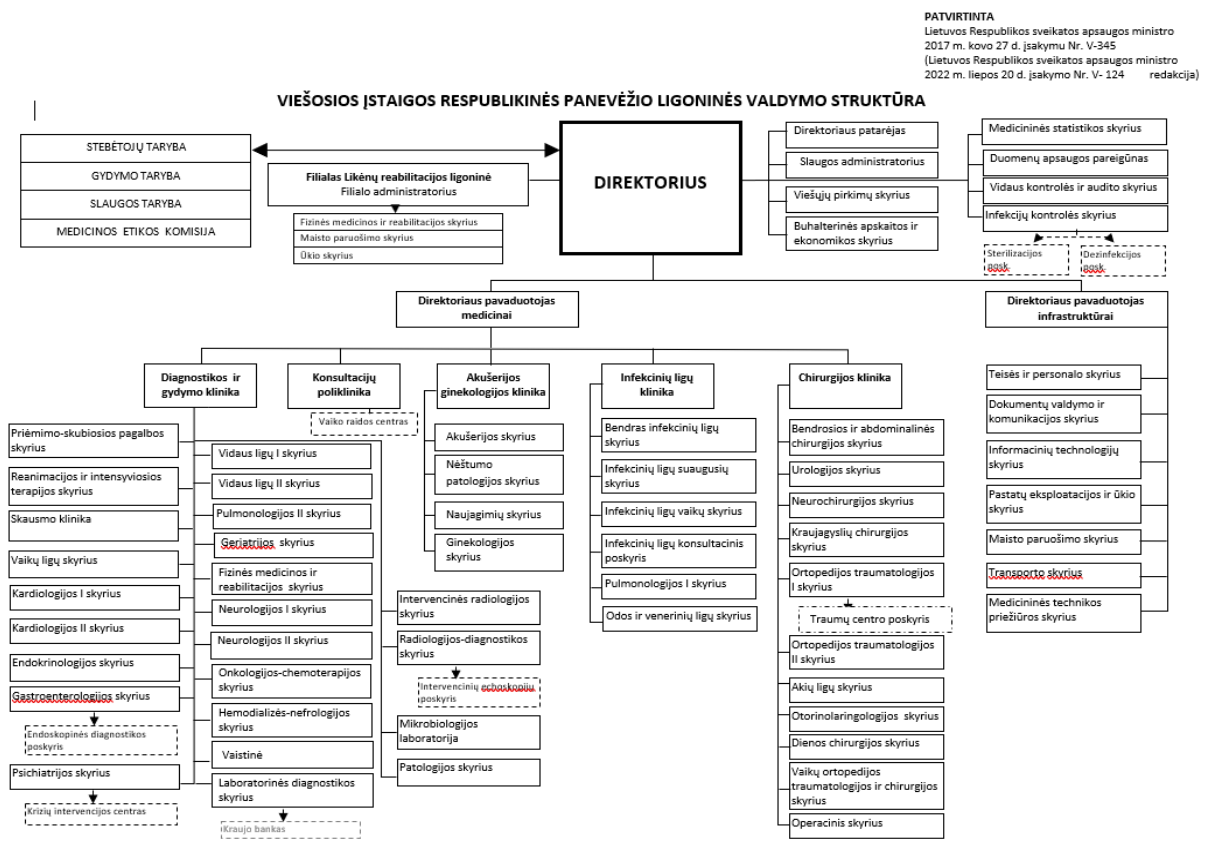 PATVIRTINTA
Lietuvos Respublikos sveikatos apsaugos ministro
2017 m. kovo 27 d. įsakymu Nr. V-345
(Lietuvos Respublikos sveikatos apsaugos ministro
2022 m. liepos 20 d. įsakymo Nr. V- 124 redakcija)
VIEŠOSIOS ĮSTAIGOS RESPUBLIKINĖS PANEVĖŽIO LIGONINĖS VALDYMO STRUKTŪRA
STEBĖTOJŲ TARYBA
GYDYMO TARYBA
SLAUGOS TARYBA
MEDICINOS ETIKOS KOMISIJA
Filialas Likėnų reabilitacijos ligoninė
Filialo administratorius
Fizinės medicinos ir reabilitacijos skyrius
Maisto paruošimo skyrius
Ūkio skyrius
DIREKTORIUS
Direktoriaus patarėjas
Slaugos administratorius
Viešųjų pirkimų skyrius
Buhalterinės apskaitos ir
ekonomikos skyrius
Medicininės statistikos skyrius
Duomenų apsaugos pareigūnas
Vidaus kontrolės ir audito skyrius
Infekcijų kontrolės skyrius
Sterilizacijos
pask.
Dezinfekcijos
pask.
Direktoriaus pavaduotojas
medicinai
Direktoriaus pavaduotojas
infrastruktūrai
Diagnostikos ir
gydymo klinika
Konsultacijų
poliklinika
Vaiko raidos centras
Akušerijos
ginekologijos klinika
Infekcinių ligų
klinika
Chirurgijos klinika
Priėmimo-skubiosios pagalbos
skyrius
Reanimacijos ir intensyviosios
terapijos skyrius
Skausmo klinika
Vaikų ligų skyrius
Kardiologijos I skyrius
Kardiologijos II skyrius
Endokrinologijos skyrius
Gastroenterologijos skyrius
Endoskopinės diagnostikos
poskyris
Psichiatrijos skyrius
Krizių intervencijos centras
Vidaus ligų I skyrius
Vidaus ligų II skyrius
Pulmonologijos II skyrius
Geriatrijos skyrius
Fizinės medicinos ir
reabilitacijos skyrius
Neurologijos I skyrius
Neurologijos II skyrius
Onkologijos-chemoterapijos
skyrius
Hemodializės-nefrologijos
skyrius
Vaistinė
Laboratorinės diagnostikos
skyrius
Kraujo bankas
Intervencinės radiologijos
skyrius
Radiologijos-diagnostikos
skyrius
Intervencinių echoskopijų
poskyris
Mikrobiologijos
laboratorija
Patologijos skyrius
Akušerijos skyrius
Nėštumo
patologijos skyrius
Naujagimių skyrius
Ginekologijos
skyrius
Bendras infekcinių ligų
skyrius
Infekcinių ligų suaugusių
skyrius
Infekcinių ligų vaikų skyrius
Infekcinių ligų konsultacinis
poskyris
Pulmonologijos I skyrius
Odos ir venerinių ligų skyrius
Bendrosios ir abdominalinės
chirurgijos skyrius
Urologijos skyrius
Neurochirurgijos skyrius
Kraujagyslių chirurgijos
skyrius
Ortopedijos traumatologijos
I skyrius
Traumų centro poskyris
Ortopedijos traumatologijos
II skyrius
Akių ligų skyrius
Otorinolaringologijos skyrius
Dienos chirurgijos skyrius
Vaikų ortopedijos
traumatologijos ir chirurgijos
skyrius
Operacinis skyrius
Teisės ir personalo skyrius
Dokumentų valdymo ir
komunikacijos skyrius
Informacinių technologijų
skyrius
Pastatų eksploatacijos ir ūkio
skyrius
Maisto paruošimo skyrius
Transporto skyrius
Medicininės technikos
priežiūros skyrius